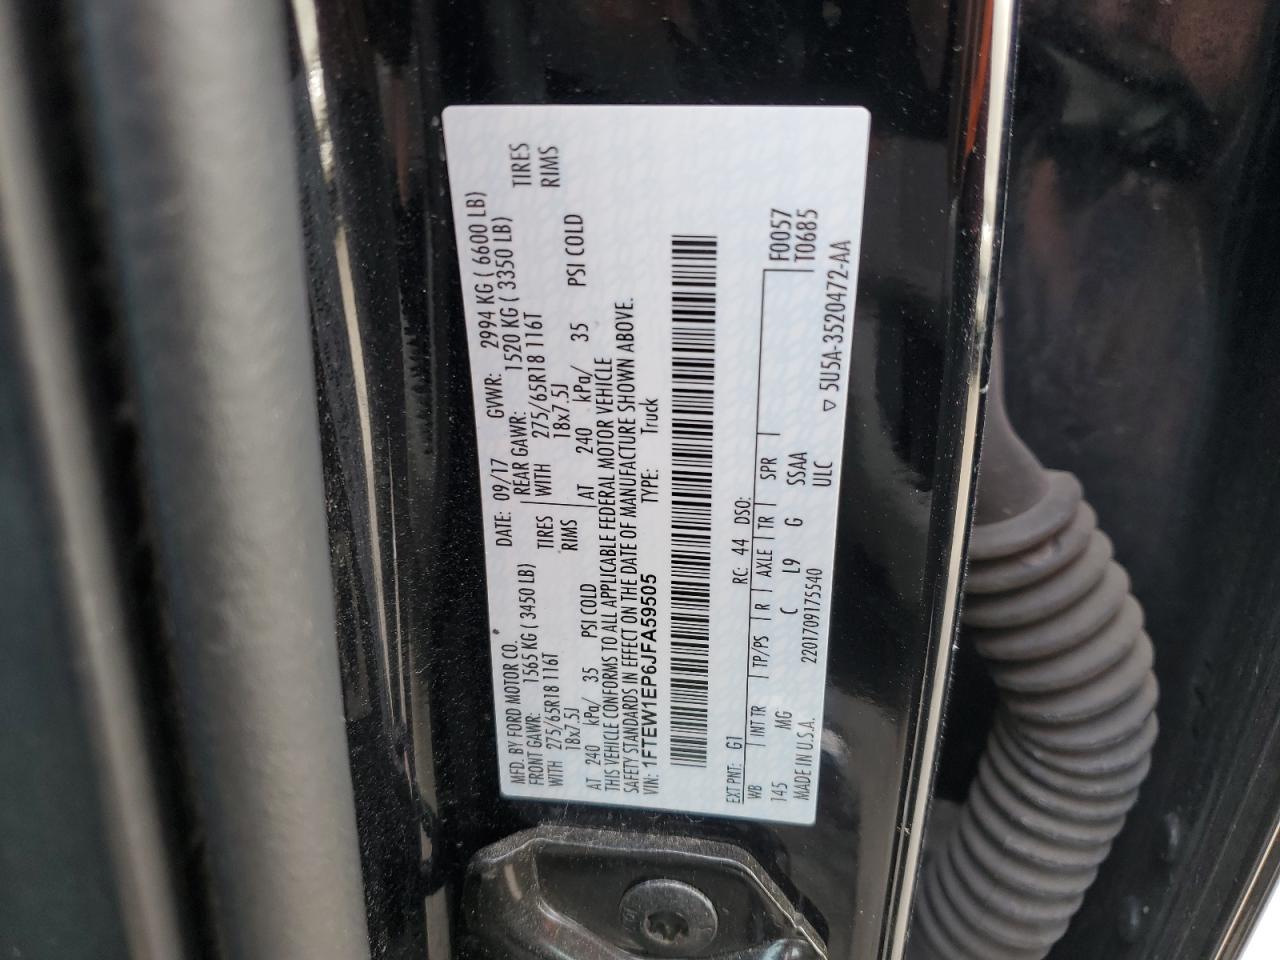 MFD. BY FORD MOTOR CO. DATE: 09/17 GVWR: 2994 KG ( 6600 LB)
FRONT GAWR: 1565 KG ( 3450 LB) REAR GAWR: 1520 KG ( 3350 LB)
WITH 275/65R18 116T TIRES WITH 275/65R18 116T TIRES
18x7.5J RIMS 18x7.5J RIMS
AT 240 kPa/ 35 PSI COLD AT 240 kPa/ 35 PSI COLD
THIS VEHICLE CONFORMS TO ALL APPLICABLE FEDERAL MOTOR VEHICLE
SAFETY STANDARDS IN EFFECT ON THE DATE OF MANUFACTURE SHOWN ABOVE.
VIN: 1FTEW1EP6JFA59505 TYPE: Truck
EXT PNT: G1 RC: 44 DSO: F0057
WB INT TR TP/PS R AXLE TR SPR T0685
145 MG C L9 G SSAA
MADE IN U.S.A. 2201709175540 ULC ▽ 5U5A-3520472-AA